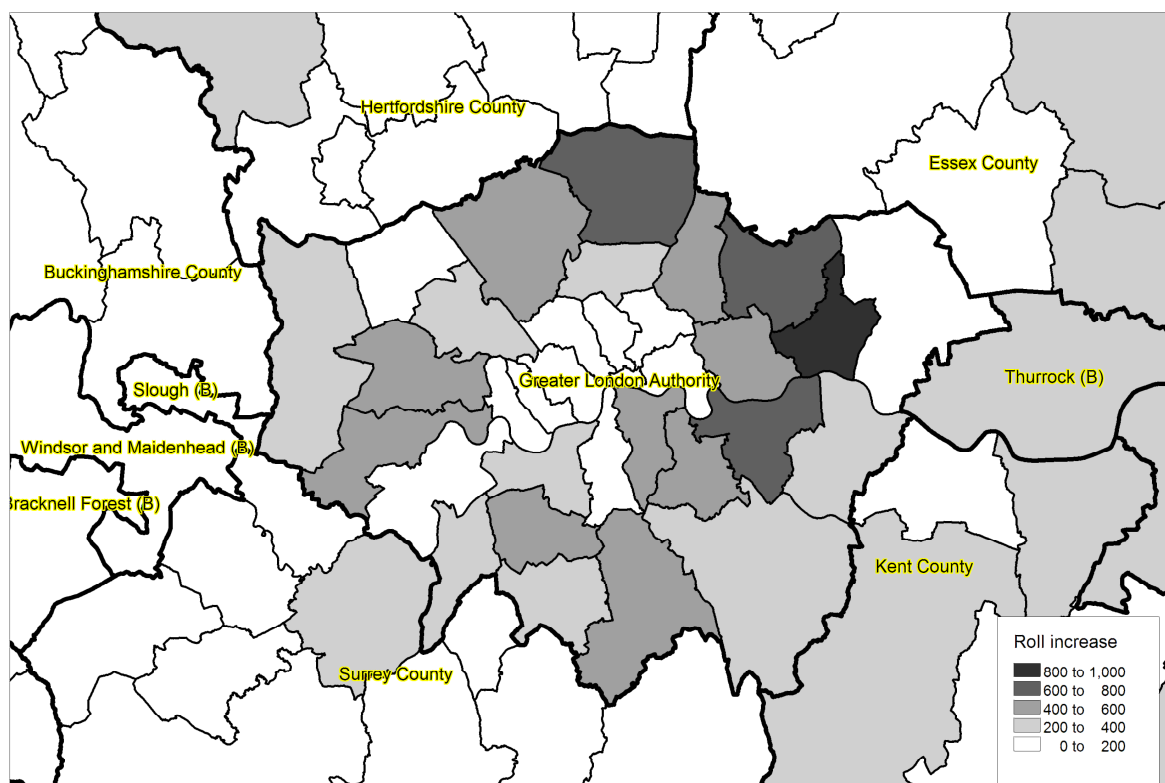 Hertfordshire County
Essex County
Buckinghamshire County
Greater London Authority
Thurrock (B)
Slough (B)
Windsor and Maidenhead (B)
Bracknell Forest (B)
Kent County
Surrey County
Roll increase
800 to 1,000
600 to 800
400 to 600
200 to 400
0 to 200